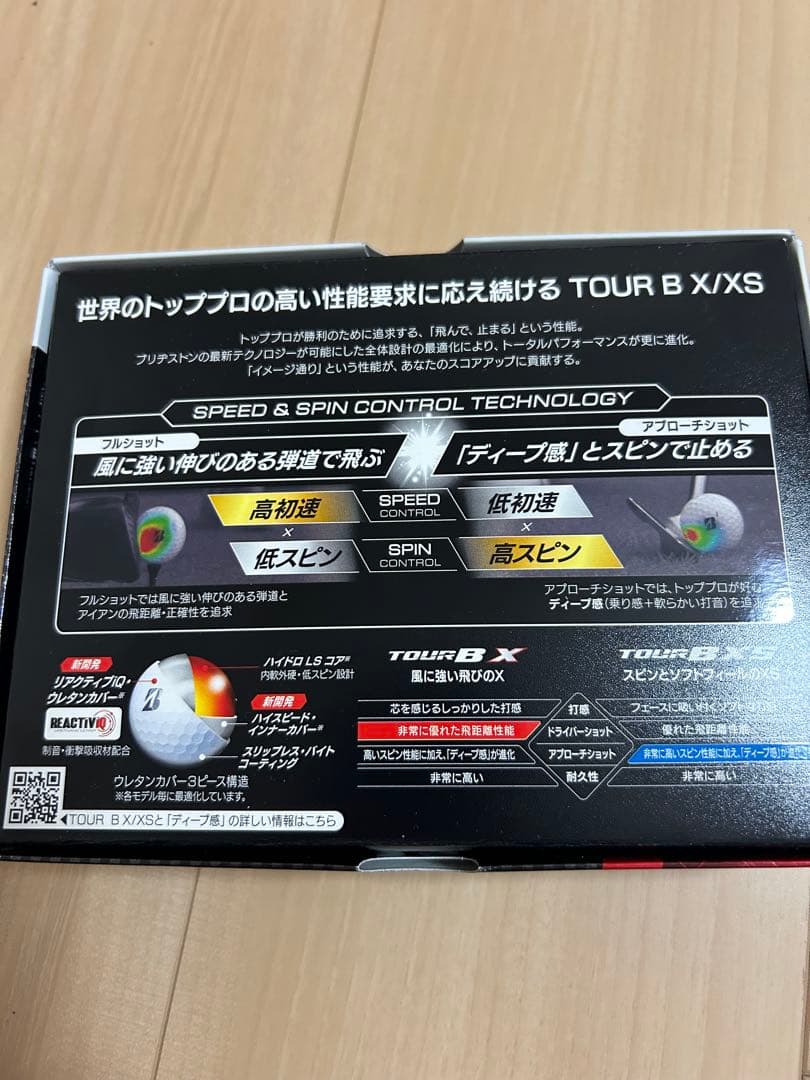 世界のトッププロの高い性能要求に応え続ける TOUR B X/XS
トッププロが勝利のために追求する、「飛んで、止まる」という性能。
ブリヂストンの最新テクノロジーが可能にした全体設計の最適化により、トータルパフォーマンスが更に進化。
「イメージ通り」という性能が、あなたのスコアアップに貢献する。
SPEED & SPIN CONTROL TECHNOLOGY
フルショット
風に強い伸びのある弾道で飛ぶ
アプローチショット
「ディープ感」とスピンで止める
高初速
SPEED
CONTROL
低初速
×
×
低スピン
SPIN
CONTROL
高スピン
フルショットでは風に強い伸びのある弾道と
アイアンの飛距離・正確性を追求
アプローチショットでは、トッププロが好む
ディープ感(乗り感+軟らかい打音)を追求
新開発
リアクティブiQ・
ウレタンカバー※
REACTIV iQ
制音・衝撃吸収材配合
B
ハイドロ LS コア※
内軟外硬・低スピン設計
新開発
ハイスピード・
インナーカバー※
スリップレス・バイト
コーティング
ウレタンカバー3ピース構造
※各モデル毎に最適化しています。
◀TOUR B X/XSと「ディープ感」の詳しい情報はこちら
TOUR B X
風に強い飛びのX
TOUR B XS
スピンとソフトフィールのXS
芯を感じるしっかりした打感
打感
フェースに吸い付くソフトな
非常に優れた飛距離性能
ドライバーショット
優れた飛距離性能
高いスピン性能に加え、「ディープ感」が進化
アプローチショット
非常に高いスピン性能に加え、「ディープ感」が進
非常に高い
耐久性
非常に高い